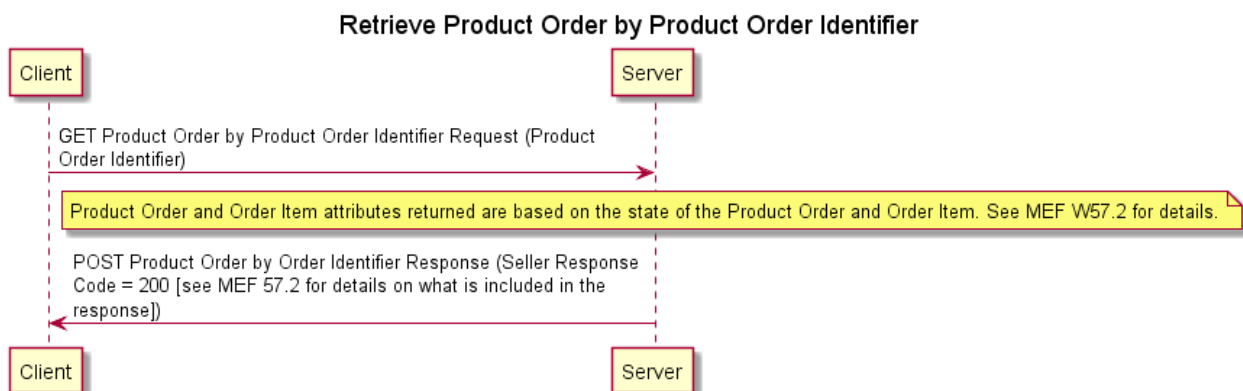 Retrieve Product Order by Product Order Identifier
Client
Server
GET Product Order by Product Order Identifier Request (Product
Order Identifier)
Product Order and Order Item attributes returned are based on the state of the Product Order and Order Item. See MEF W57.2 for details.
POST Product Order by Order Identifier Response (Seller Response
Code = 200 [see MEF 57.2 for details on what is included in the
response])
Client
Server